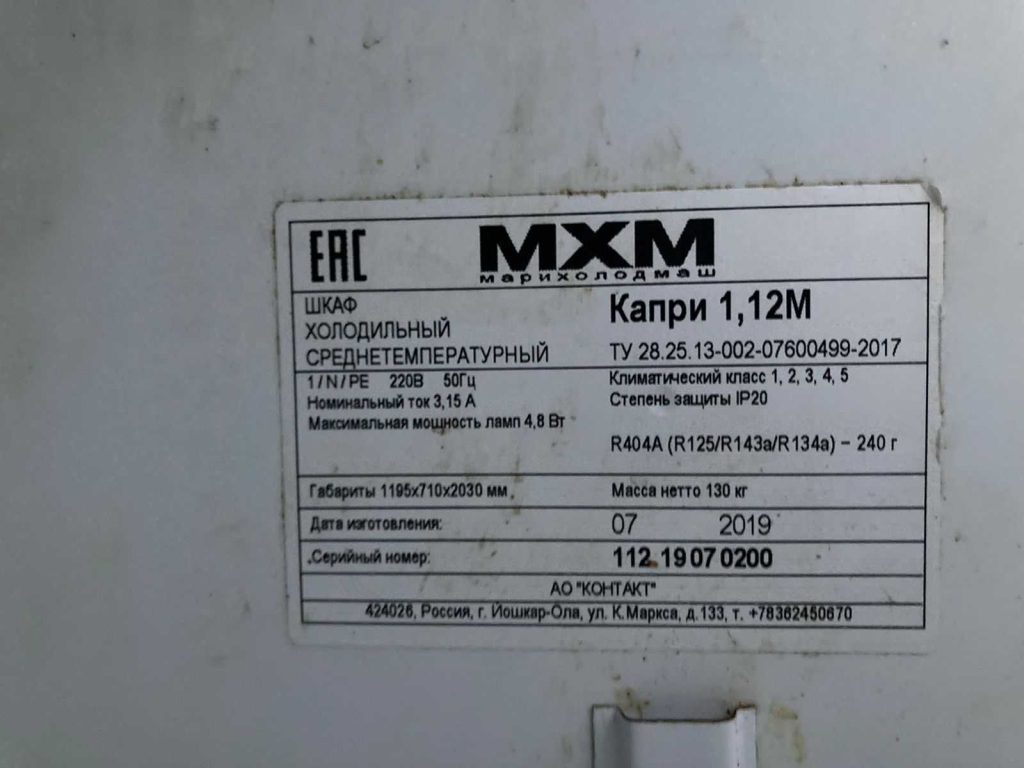 ЕАС
МХМ
марихолодмаш
ШКАФ
ХОЛОДИЛЬНЫЙ
СРЕДНЕТЕМПЕРАТУРНЫЙ
Капри 1,12М
ТУ 28.25.13-002-07600499-2017
1/N/PE 220В 50Гц
Номинальный ток 3,15 А
Максимальная мощность ламп 4,8 Вт
Климатический класс 1, 2, 3, 4, 5
Степень защиты IP20
R404A (R125/R143a/R134a) – 240 г
Габариты 1195х710х2030 мм
Масса нетто 130 кг
Дата изготовления: 07 2019
Серийный номер: 112 19 07 0200
АО "КОНТАКТ"
424026, Россия, г. Йошкар-Ола, ул. К.Маркса, д.133, т. +78362450670